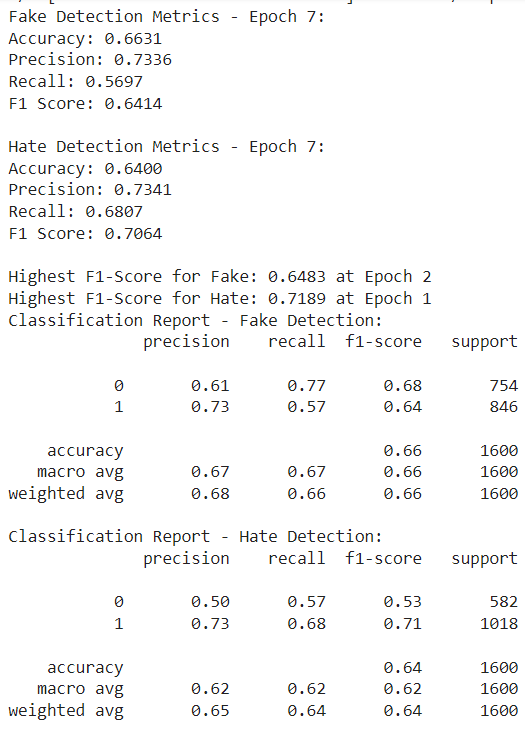 Fake Detection Metrics - Epoch 7:
Accuracy: 0.6631
Precision: 0.7336
Recall: 0.5697
F1 Score: 0.6414
Hate Detection Metrics - Epoch 7:
Accuracy: 0.6400
Precision: 0.7341
Recall: 0.6807
F1 Score: 0.7064
Highest F1-Score for Fake: 0.6483 at Epoch 2
Highest F1-Score for Hate: 0.7189 at Epoch 1
Classification Report - Fake Detection:
precision recall f1-score support
0 0.61 0.77 0.68 754
1 0.73 0.57 0.64 846
accuracy 0.66 1600
macro avg 0.67 0.67 0.66 1600
weighted avg 0.68 0.66 0.66 1600
Classification Report - Hate Detection:
precision recall f1-score support
0 0.50 0.57 0.53 582
1 0.73 0.68 0.71 1018
accuracy 0.64 1600
macro avg 0.62 0.62 0.62 1600
weighted avg 0.65 0.64 0.64 1600